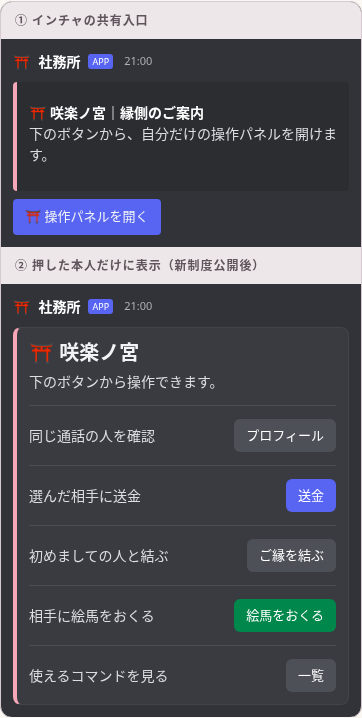 ① インチャの共有入口
⛩️ 社務所 APP 21:00
⛩️ 咲楽ノ宮｜縁側のご案内
下のボタンから、自分だけの操作パネルを開けま
す。
⛩️ 操作パネルを開く
② 押した本人だけに表示（新制度公開後）
⛩️ 社務所 APP 21:00
⛩️ 咲楽ノ宮
下のボタンから操作できます。
同じ通話の人を確認 プロフィール
選んだ相手に送金 送金
初めましての人と結ぶ ご縁を結ぶ
相手に絵馬をおくる 絵馬をおくる
使えるコマンドを見る 一覧